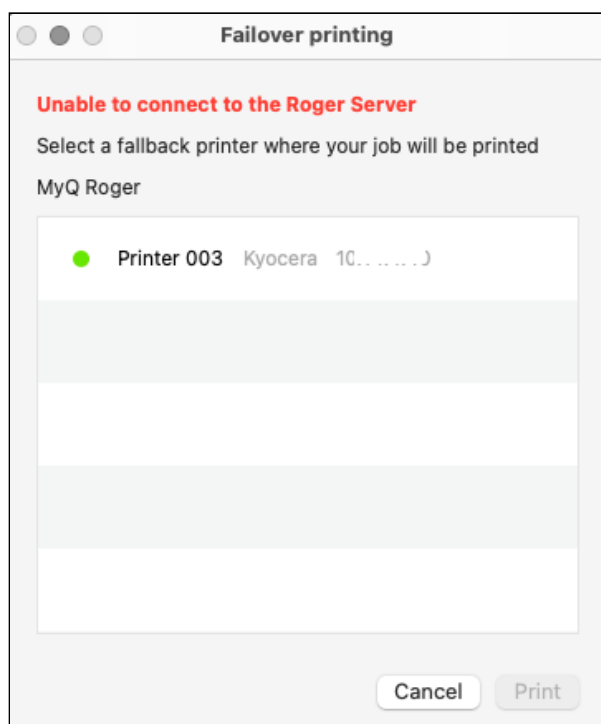 Failover printing
Unable to connect to the Roger Server
Select a fallback printer where your job will be printed
MyQ Roger
Printer 003 Kyocera
Cancel Print